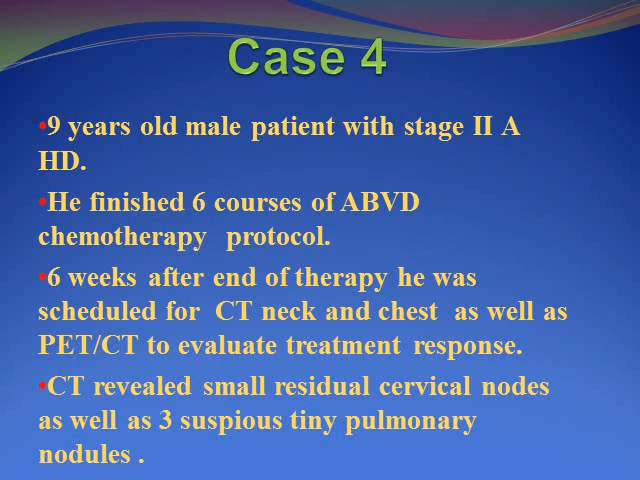 Case 4
•9 years old male patient with stage II A
HD.
•He finished 6 courses of ABVD
chemotherapy protocol.
•6 weeks after end of therapy he was
scheduled for CT neck and chest as well as
PET/CT to evaluate treatment response.
•CT revealed small residual cervical nodes
as well as 3 suspious tiny pulmonary
nodules .